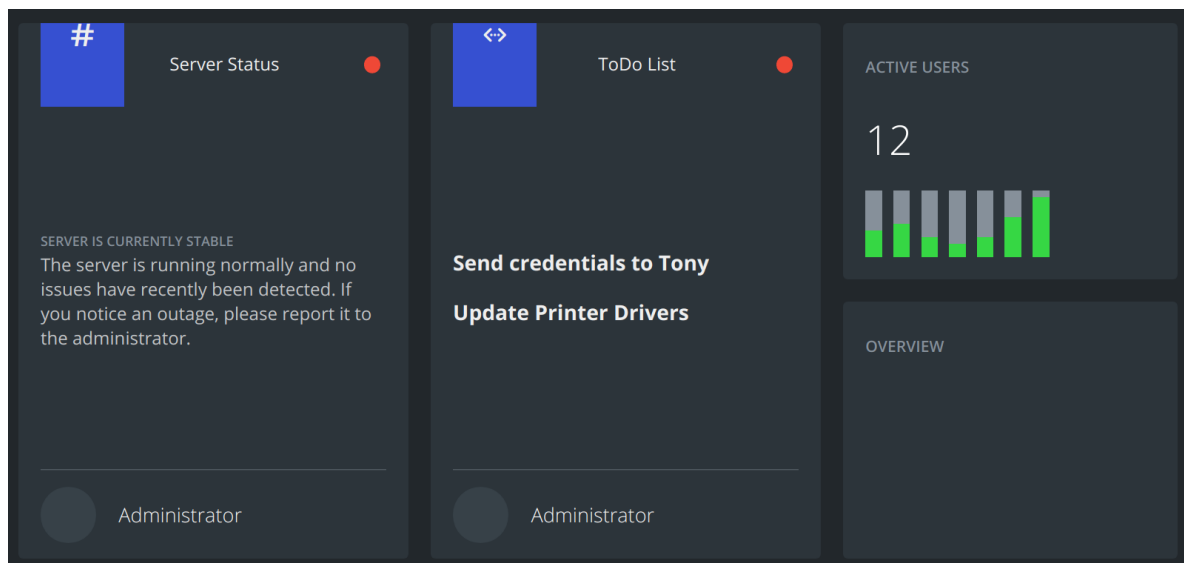 #
Server Status
SERVER IS CURRENTLY STABLE
The server is running normally and no
issues have recently been detected. If
you notice an outage, please report it to
the administrator.
Administrator
ToDo List
Send credentials to Tony
Update Printer Drivers
Administrator
ACTIVE USERS
12
OVERVIEW